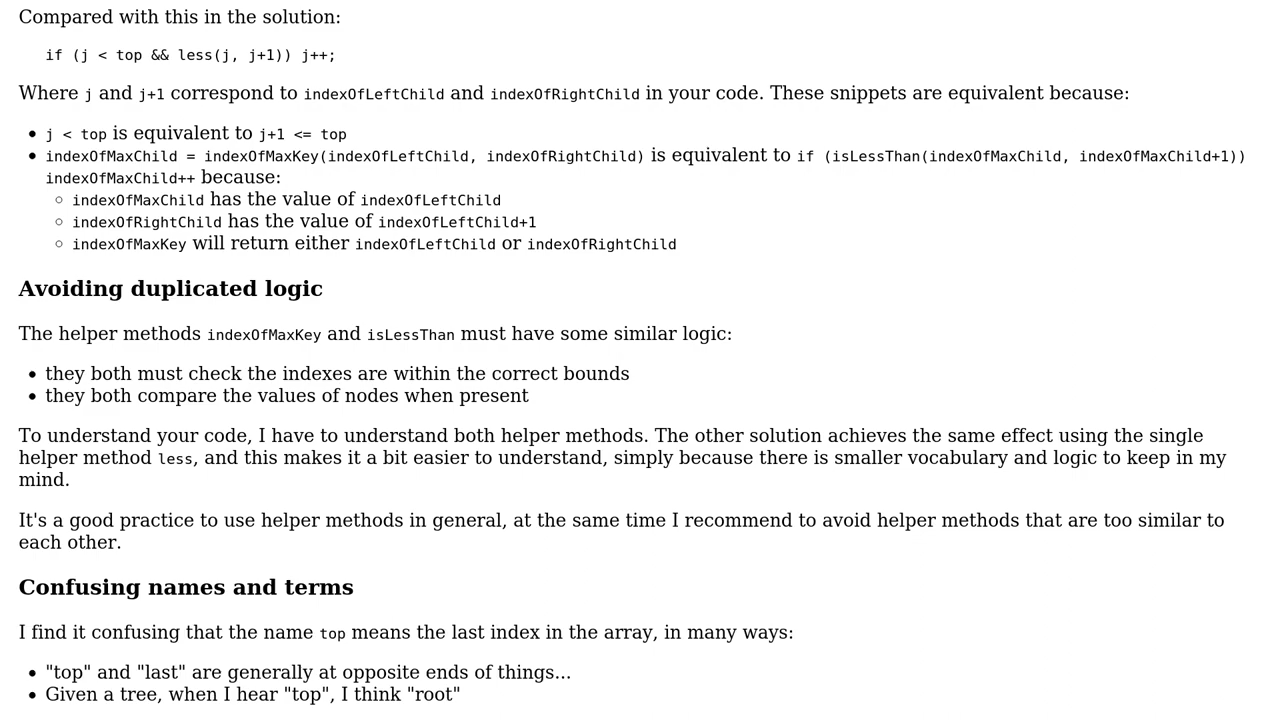 Compared with this in the solution:
if (j < top && less(j, j+1)) j++;
Where j and j+1 correspond to indexOfLeftChild and indexOfRightChild in your code. These snippets are equivalent because:
• j < top is equivalent to j+1 <= top
• indexOfMaxChild = indexOfMaxKey(indexOfLeftChild, indexOfRightChild) is equivalent to if (isLessThan(indexOfMaxChild, indexOfMaxChild+1))
indexOfMaxChild++ because:
◦ indexOfMaxChild has the value of indexOfLeftChild
◦ indexOfRightChild has the value of indexOfLeftChild+1
◦ indexOfMaxKey will return either indexOfLeftChild or indexOfRightChild
Avoiding duplicated logic
The helper methods indexOfMaxKey and isLessThan must have some similar logic:
• they both must check the indexes are within the correct bounds
• they both compare the values of nodes when present
To understand your code, I have to understand both helper methods. The other solution achieves the same effect using the single
helper method less, and this makes it a bit easier to understand, simply because there is smaller vocabulary and logic to keep in my
mind.
It's a good practice to use helper methods in general, at the same time I recommend to avoid helper methods that are too similar to
each other.
Confusing names and terms
I find it confusing that the name top means the last index in the array, in many ways:
• "top" and "last" are generally at opposite ends of things...
• Given a tree, when I hear "top", I think "root"